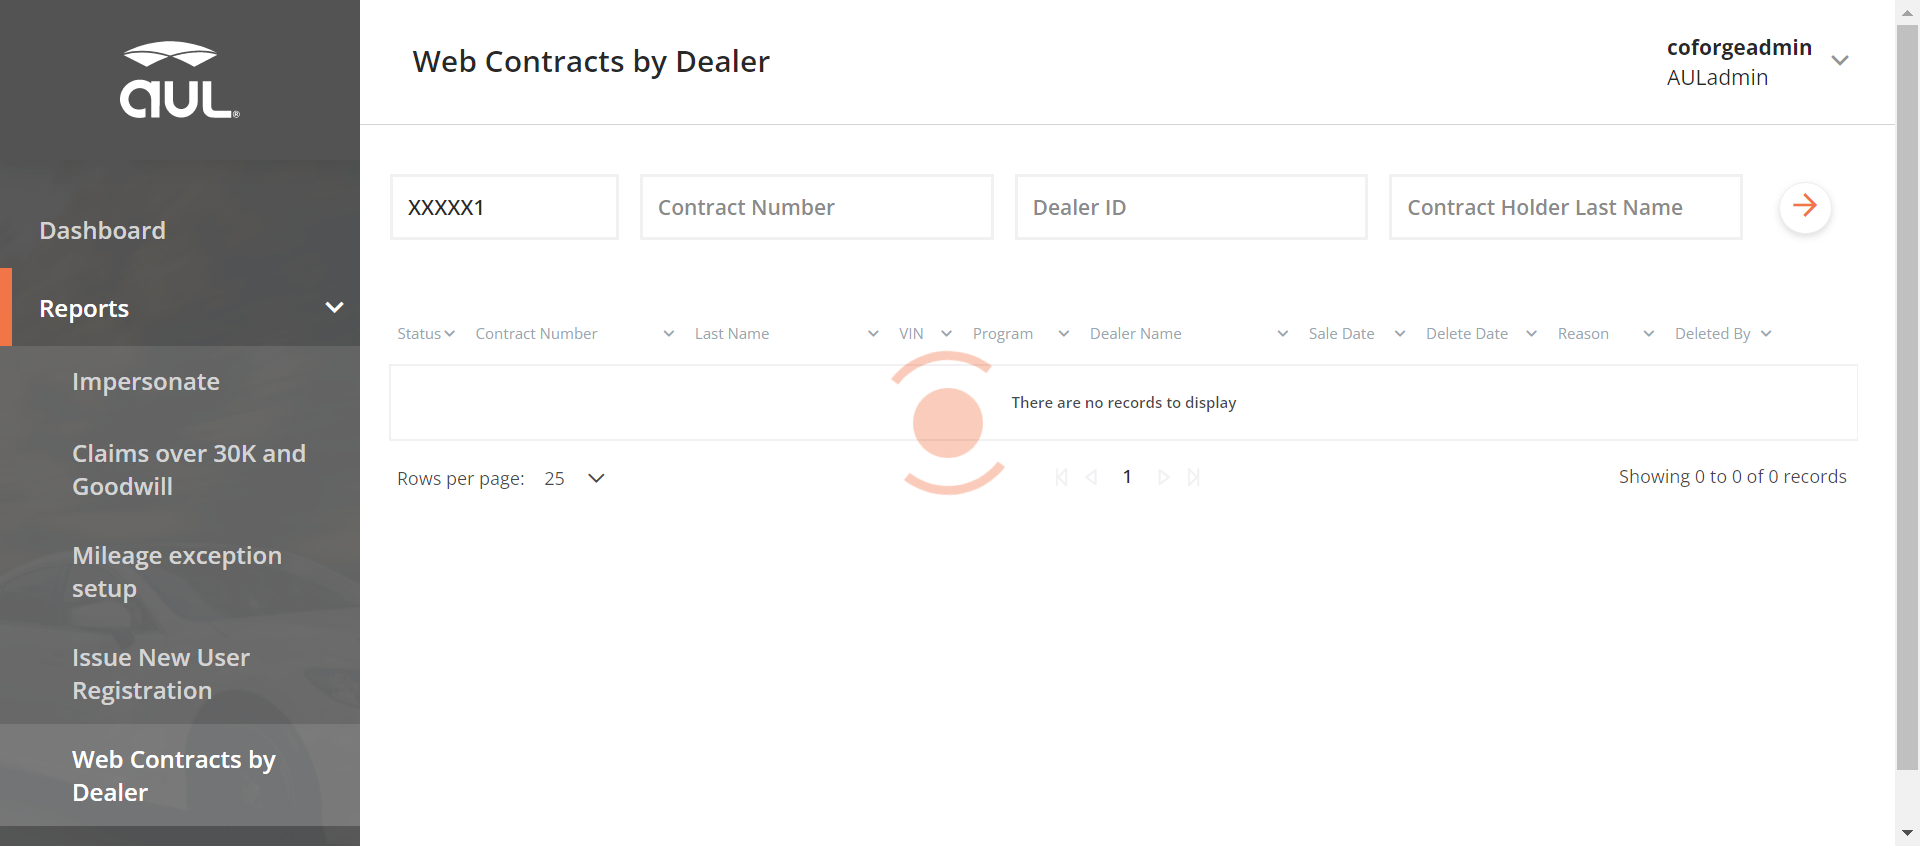 aUL®
Dashboard
Reports
Impersonate
Claims over 30K and
Goodwill
Mileage exception
setup
Issue New User
Registration
Web Contracts by
Dealer
Web Contracts by Dealer
coforgeadmin
AULadmin
XXXXX1 Contract Number Dealer ID Contract Holder Last Name
Status Contract Number Last Name VIN Program Dealer Name Sale Date Delete Date Reason Deleted By
There are no records to display
Rows per page: 25 1 Showing 0 to 0 of 0 records